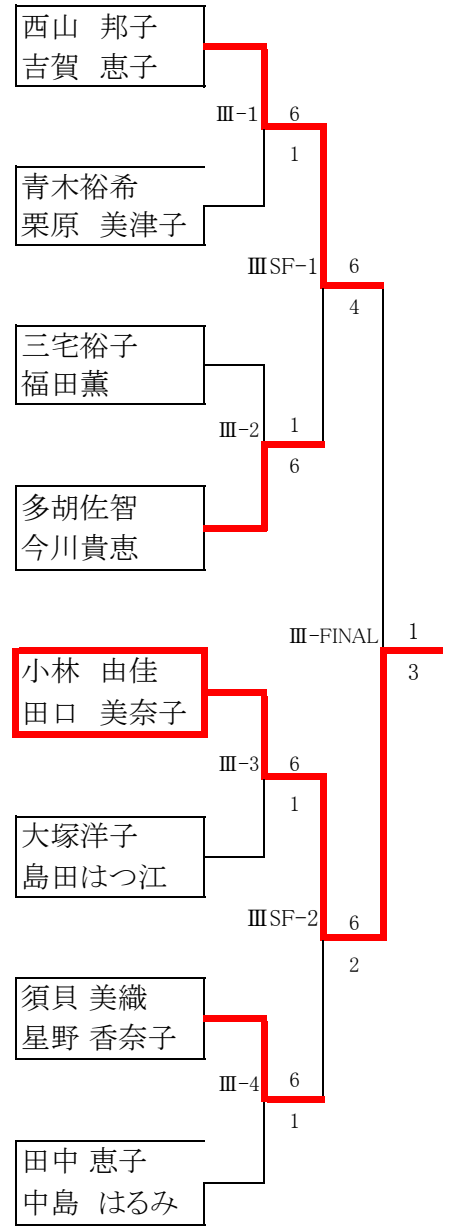 西山 邦子
吉賀 恵子
Ⅲ-1 6
1
青木裕希
栗原 美津子
ⅢSF-1 6
4
三宅裕子
福田薫
Ⅲ-2 1
6
多胡佐智
今川貴恵
Ⅲ-FINAL 1
3
小林 由佳
田口 美奈子
Ⅲ-3 6
1
大塚洋子
島田はつ江
ⅢSF-2 6
2
須貝 美織
星野 香奈子
Ⅲ-4 6
1
田中 恵子
中島 はるみ